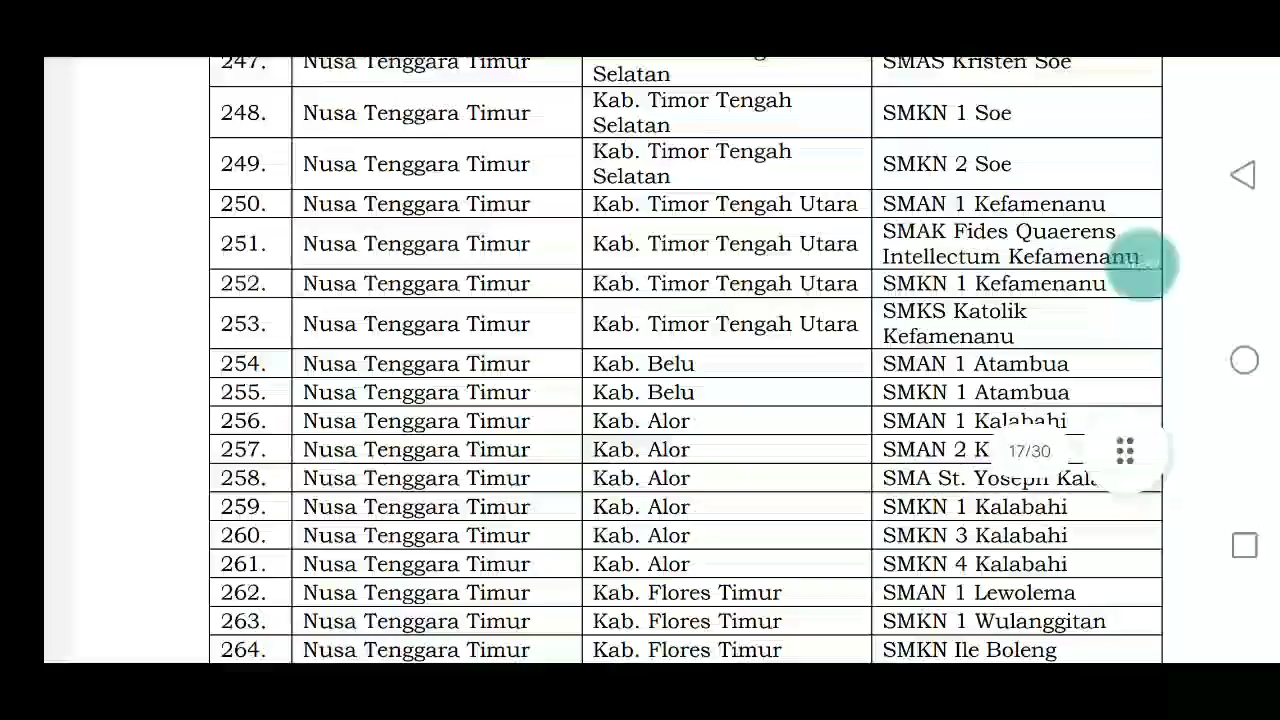 247. Nusa Tenggara Timur Selatan SMAS Kristen Soe
248. Nusa Tenggara Timur Kab. Timor Tengah Selatan SMKN 1 Soe
249. Nusa Tenggara Timur Kab. Timor Tengah Selatan SMKN 2 Soe
250. Nusa Tenggara Timur Kab. Timor Tengah Utara SMAN 1 Kefamenanu
251. Nusa Tenggara Timur Kab. Timor Tengah Utara SMAK Fides Quaerens Intellectum Kefamenanu
252. Nusa Tenggara Timur Kab. Timor Tengah Utara SMKN 1 Kefamenanu
253. Nusa Tenggara Timur Kab. Timor Tengah Utara SMKS Katolik Kefamenanu
254. Nusa Tenggara Timur Kab. Belu SMAN 1 Atambua
255. Nusa Tenggara Timur Kab. Belu SMKN 1 Atambua
256. Nusa Tenggara Timur Kab. Alor SMAN 1 Kalabahi
257. Nusa Tenggara Timur Kab. Alor SMAN 2 K 17/30
258. Nusa Tenggara Timur Kab. Alor SMA St. Yoseph
259. Nusa Tenggara Timur Kab. Alor SMKN 1 Kalabahi
260. Nusa Tenggara Timur Kab. Alor SMKN 3 Kalabahi
261. Nusa Tenggara Timur Kab. Alor SMKN 4 Kalabahi
262. Nusa Tenggara Timur Kab. Flores Timur SMAN 1 Lewolema
263. Nusa Tenggara Timur Kab. Flores Timur SMKN 1 Wulanggitan
264. Nusa Tenggara Timur Kab. Flores Timur SMKN Ile Boleng